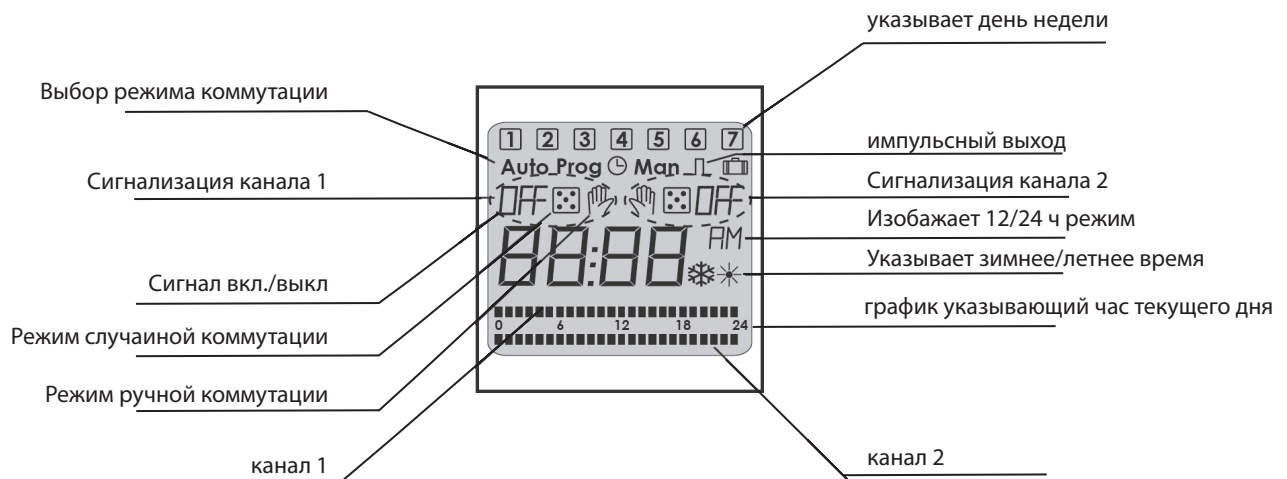 указывает день недели
Выбор режима коммутации
1 2 3 4 5 6 7
импульсный выход
Auto Prog Man
Сигнализация канала 1
Сигнализация канала 2
OFF OFF
Изобажает 12/24 ч режим
88:88 AM
Указывает зимнее/летнее время
Сигнал вкл./выкл
график указывающий час текущего дня
0 6 12 18 24
Режим случаиной коммутации
Режим ручной коммутации
канал 1
канал 2